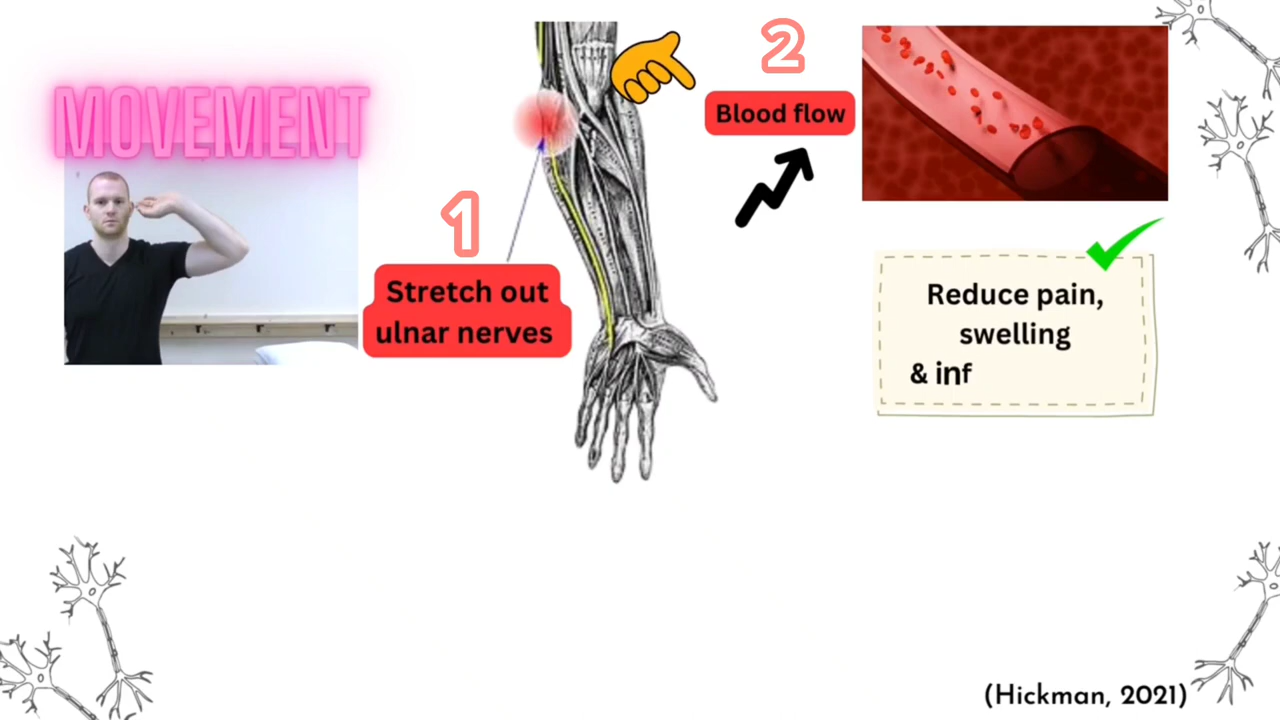 MOVEMENT
1
Stretch out
ulnar nerves
2
Blood flow
Reduce pain,
swelling
& inf
(Hickman, 2021)